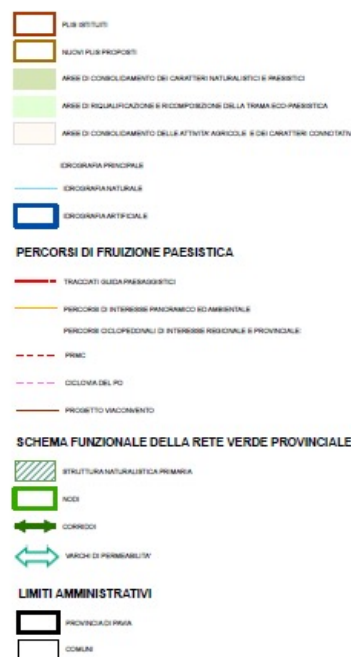 PLIS ISTITUITI
NUOVI PLIS PROPOSTI
AREE DI CONSOLIDAMENTO DEI CARATTERI NATURALISTICI E PAESISTICI
AREE DI RIQUALIFICAZIONE E RICOMPOSIZIONE DELLA TRAMA ECO-PAESISTICA
AREE DI CONSOLIDAMENTO DELLE ATTIVITA' AGRICOLE E DEI CARATTERI CONNOTATIV
IDROGRAFIA PRINCIPALE
IDROGRAFIA NATURALE
IDROGRAFIA ARTIFICIALE
PERCORSI DI FRUIZIONE PAESISTICA
TRACCIATI GUIDA PAESAGGISTICI
PERCORSI DI INTERESSE PANORAMICO ED AMBIENTALE
PERCORSI CICLOPEDONALI DI INTERESSE REGIONALE E PROVINCIALE:
PRMC
CICLOVIA DEL PO
PROGETTO VIACONVENTO
SCHEMA FUNZIONALE DELLA RETE VERDE PROVINCIALE
STRUTTURA NATURALISTICA PRIMARIA
NODI
CORRIDOI
VARCHI DI PERMEABILITA'
LIMITI AMMINISTRATIVI
PROVINCIA DI PAVIA
COMUNI